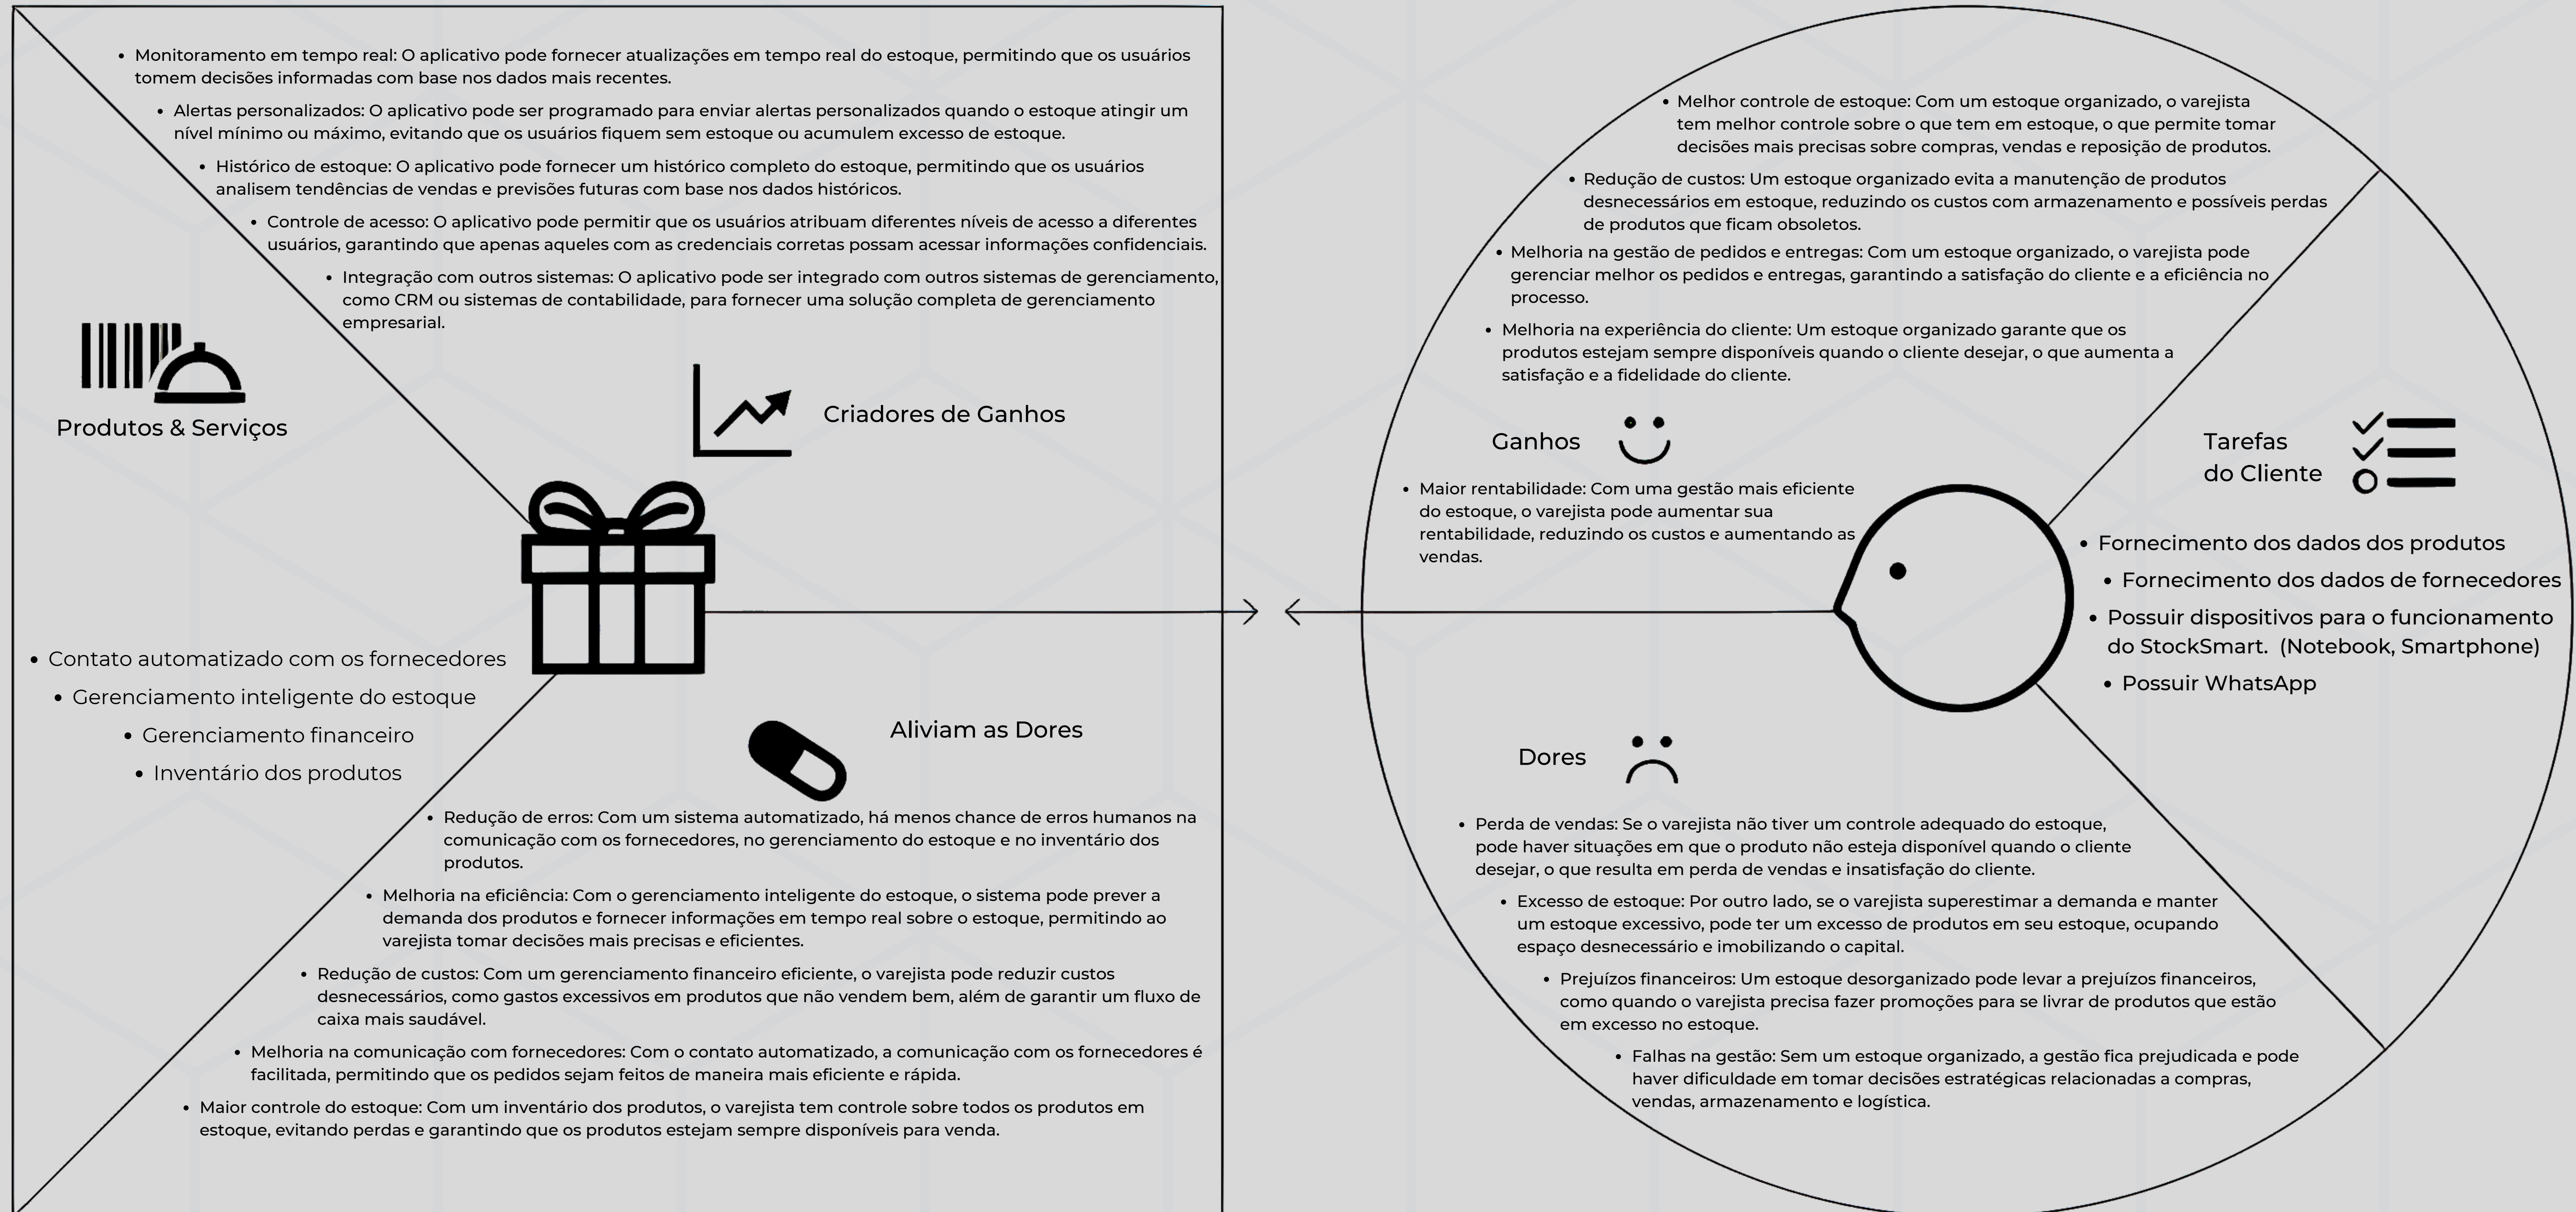 • Monitoramento em tempo real: O aplicativo pode fornecer atualizações em tempo real do estoque, permitindo que os usuários
tomem decisões informadas com base nos dados mais recentes.
• Alertas personalizados: O aplicativo pode ser programado para enviar alertas personalizados quando o estoque atingir um
nível mínimo ou máximo, evitando que os usuários fiquem sem estoque ou acumulem excesso de estoque.
• Histórico de estoque: O aplicativo pode fornecer um histórico completo do estoque, permitindo que os usuários
analisem tendências de vendas e previsões futuras com base nos dados históricos.
• Controle de acesso: O aplicativo pode permitir que os usuários atribuam diferentes níveis de acesso a diferentes
usuários, garantindo que apenas aqueles com as credenciais corretas possam acessar informações confidenciais.
• Integração com outros sistemas: O aplicativo pode ser integrado com outros sistemas de gerenciamento,
como CRM ou sistemas de contabilidade, para fornecer uma solução completa de gerenciamento
empresarial.
Criadores de Ganhos
Produtos & Serviços
• Contato automatizado com os fornecedores
• Gerenciamento inteligente do estoque
• Gerenciamento financeiro
• Inventário dos produtos
Aliviam as Dores
• Redução de erros: Com um sistema automatizado, há menos chance de erros humanos na
comunicação com os fornecedores, no gerenciamento do estoque e no inventário dos
produtos.
• Melhoria na eficiência: Com o gerenciamento inteligente do estoque, o sistema pode prever a
demanda dos produtos e fornecer informações em tempo real sobre o estoque, permitindo ao
varejista tomar decisões mais precisas e eficientes.
• Redução de custos: Com um gerenciamento financeiro eficiente, o varejista pode reduzir custos
desnecessários, como gastos excessivos em produtos que não vendem bem, além de garantir um fluxo de
caixa mais saudável.
• Melhoria na comunicação com fornecedores: Com o contato automatizado, a comunicação com os fornecedores é
facilitada, permitindo que os pedidos sejam feitos de maneira mais eficiente e rápida.
• Maior controle do estoque: Com um inventário dos produtos, o varejista tem controle sobre todos os produtos em
estoque, evitando perdas e garantindo que os produtos estejam sempre disponíveis para venda.
• Melhor controle de estoque: Com um estoque organizado, o varejista
tem melhor controle sobre o que tem em estoque, o que permite tomar
decisões mais precisas sobre compras, vendas e reposição de produtos.
• Redução de custos: Um estoque organizado evita a manutenção de produtos
desnecessários em estoque, reduzindo os custos com armazenamento e possíveis perdas
de produtos que ficam obsoletos.
• Melhoria na gestão de pedidos e entregas: Com um estoque organizado, o varejista pode
gerenciar melhor os pedidos e entregas, garantindo a satisfação do cliente e a eficiência no
processo.
• Melhoria na experiência do cliente: Um estoque organizado garante que os
produtos estejam sempre disponíveis quando o cliente desejar, o que aumenta a
satisfação e a fidelidade do cliente.
Ganhos
• Maior rentabilidade: Com uma gestão mais eficiente
do estoque, o varejista pode aumentar sua
rentabilidade, reduzindo os custos e aumentando as
vendas.
Tarefas
do Cliente
• Fornecimento dos dados dos produtos
• Fornecimento dos dados de fornecedores
• Possuir dispositivos para o funcionamento
do StockSmart. (Notebook, Smartphone)
• Possuir WhatsApp
Dores
• Perda de vendas: Se o varejista não tiver um controle adequado do estoque,
pode haver situações em que o produto não esteja disponível quando o cliente
desejar, o que resulta em perda de vendas e insatisfação do cliente.
• Excesso de estoque: Por outro lado, se o varejista superestimar a demanda e manter
um estoque excessivo, pode ter um excesso de produtos em seu estoque, ocupando
espaço desnecessário e imobilizando o capital.
• Prejuízos financeiros: Um estoque desorganizado pode levar a prejuízos financeiros,
como quando o varejista precisa fazer promoções para se livrar de produtos que estão
em excesso no estoque.
• Falhas na gestão: Sem um estoque organizado, a gestão fica prejudicada e pode
haver dificuldade em tomar decisões estratégicas relacionadas a compras,
vendas, armazenamento e logística.